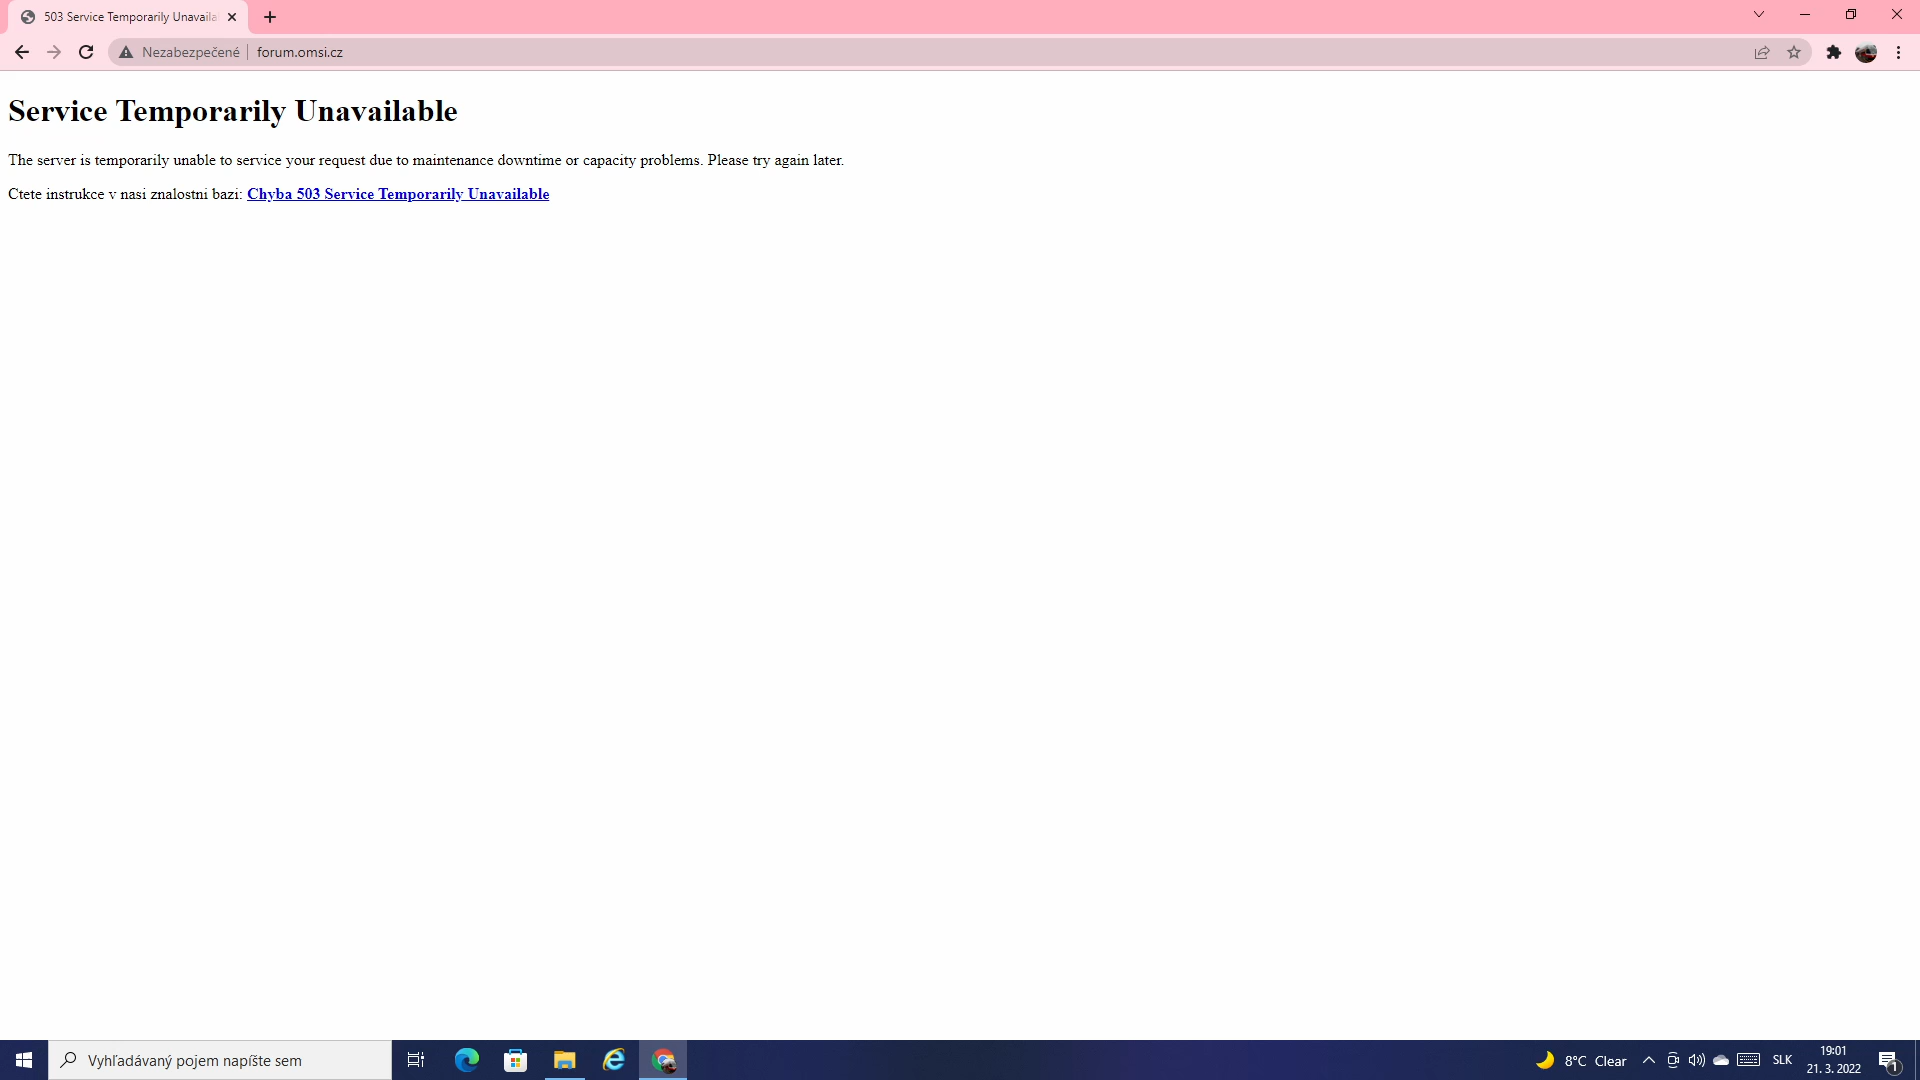 503 Service Temporarily Unavaila
Nezabezpečené
forum.omsi.cz
Service Temporarily Unavailable
The server is temporarily unable to service your request due to maintenance downtime or capacity problems. Please try again later.
Ctete instrukce v nasi znalostni bazi: Chyba 503 Service Temporarily Unavailable
Vyhľadávaný pojem napíšte sem
8°C Clear
SLK
19:01
21. 3. 2022
1